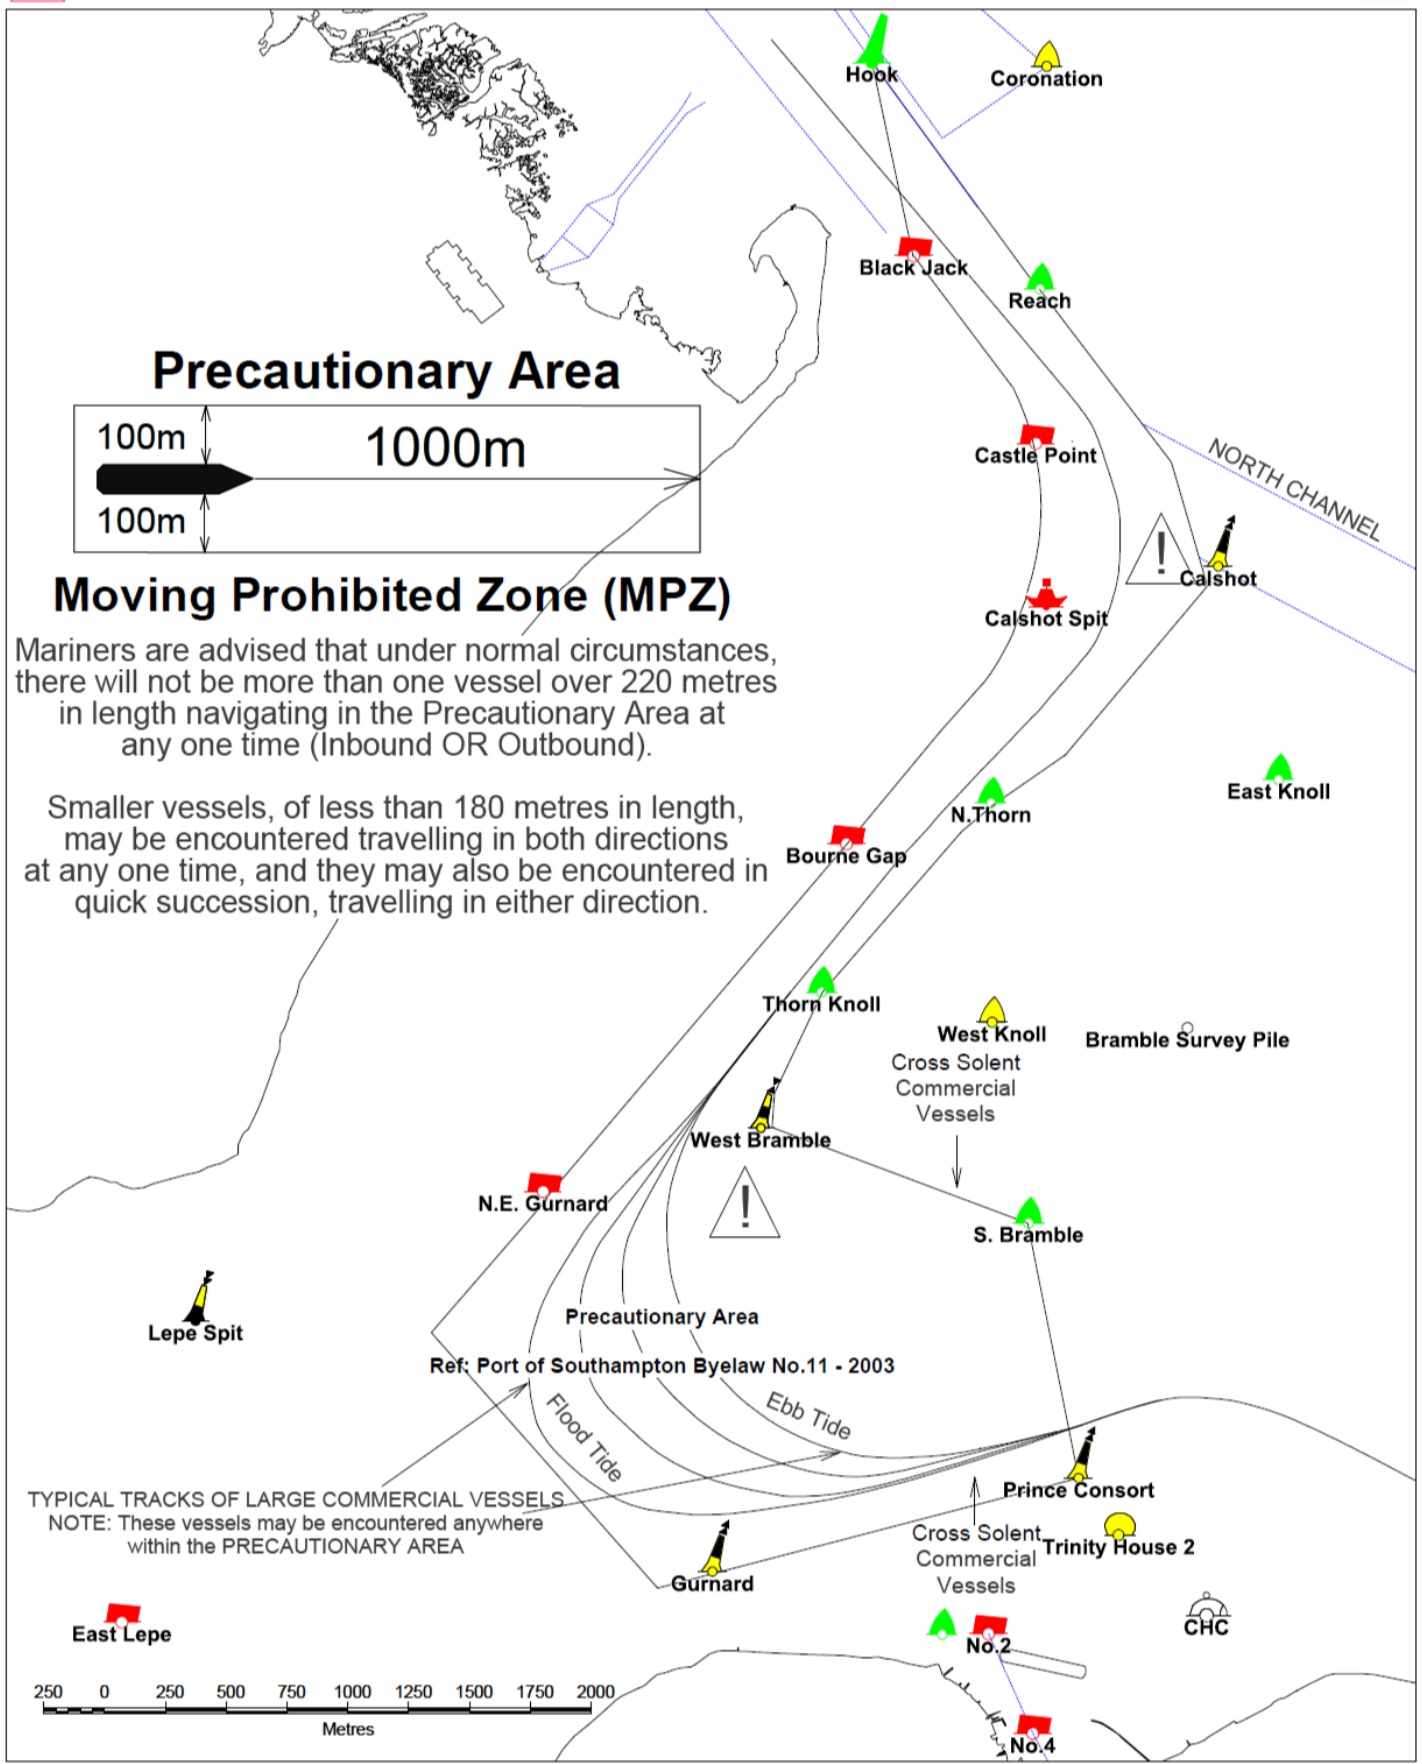 Hook
Coronation
Black Jack
Reach
Precautionary Area
100m
1000m
100m
Castle Point
NORTH CHANNEL
!
Calshot
Moving Prohibited Zone (MPZ)
Calshot Spit
Mariners are advised that under normal circumstances,
there will not be more than one vessel over 220 metres
in length navigating in the Precautionary Area at
any one time (Inbound OR Outbound).
Smaller vessels, of less than 180 metres in length,
may be encountered travelling in both directions
at any one time, and they may also be encountered in
quick succession, travelling in either direction.
East Knoll
N.Thorn
Bourne Gap
Thorn Knoll
West Knoll
Bramble Survey Pile
Cross Solent
Commercial
Vessels
West Bramble
!
N.E. Gurnard
S. Bramble
Lepe Spit
Precautionary Area
Ref: Port of Southampton Byelaw No.11 - 2003
Flood Tide
Ebb Tide
TYPICAL TRACKS OF LARGE COMMERCIAL VESSELS
NOTE: These vessels may be encountered anywhere
within the PRECAUTIONARY AREA
Prince Consort
Cross Solent
Commercial
Vessels
Trinity House 2
Gurnard
CHC
East Lepe
No.2
250 0 250 500 750 1000 1250 1500 1750 2000
Metres
No.4